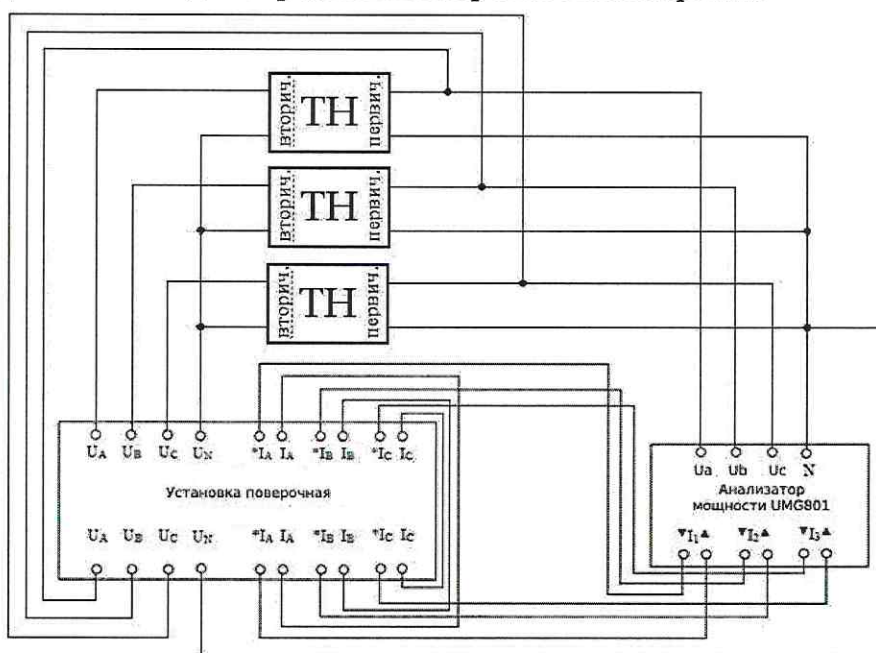 вторич. ТН первич.
вторич. ТН первич.
вторич. ТН первич.
UA UB UC UN *IA IA *IB IB *IC IC
Установка поверочная
UA UB UC UN *IA IA *IB IB *IC IC
Ua Ub Uc N
Анализатор
мощности UMG801
▼I1▲ ▼I2▲ ▼I3▲